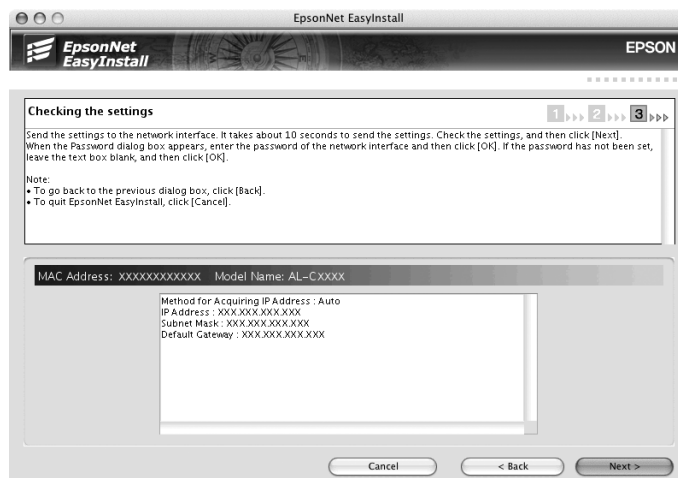 EpsonNet EasyInstall
EpsonNet
EasyInstall
EPSON
Checking the settings
1 2 3
Send the settings to the network interface. It takes about 10 seconds to send the settings. Check the settings, and then click [Next].
When the Password dialog box appears, enter the password of the network interface and then click [OK]. If the password has not been set,
leave the text box blank, and then click [OK].
Note:
• To go back to the previous dialog box, click [Back].
• To quit EpsonNet EasyInstall, click [Cancel].
MAC Address: XXXXXXXXXXXX Model Name: AL-CXXXX
Method for Acquiring IP Address : Auto
IP Address : XXX.XXX.XXX.XXX
Subnet Mask : XXX.XXX.XXX.XXX
Default Gateway : XXX.XXX.XXX.XXX
Cancel
< Back
Next >